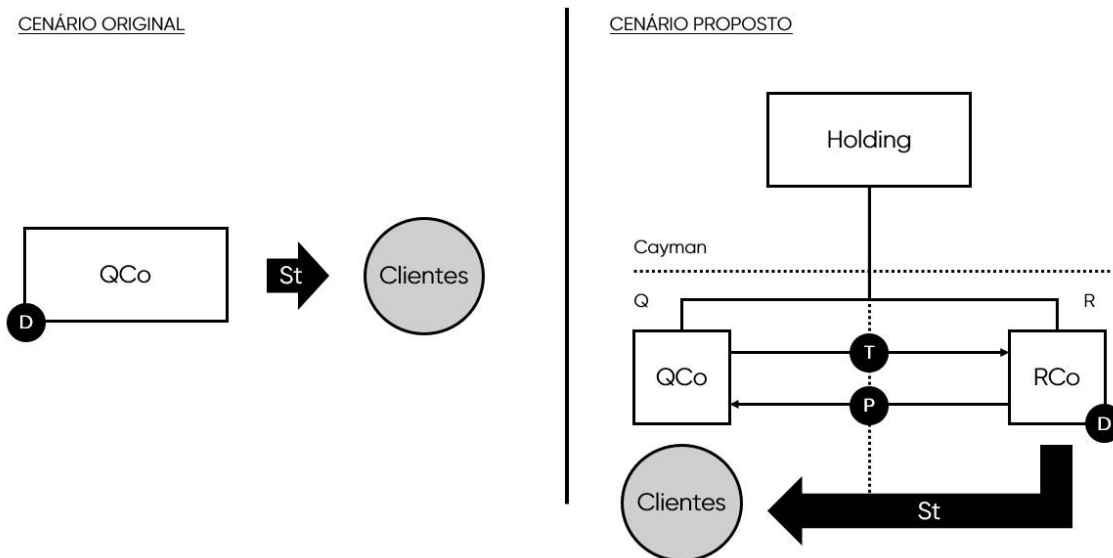 CENÁRIO ORIGINAL
QCo
D
St
Clientes
CENÁRIO PROPOSTO
Holding
Cayman
Q
R
QCo
T
RCo
P
D
Clientes
St